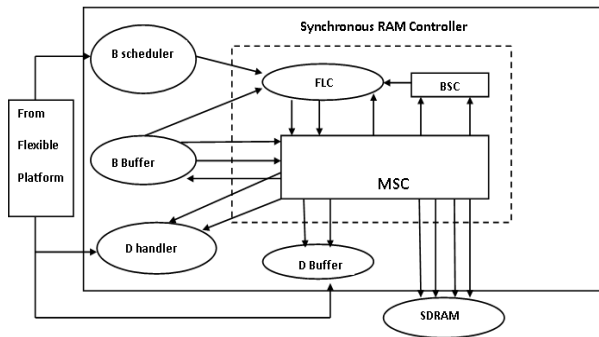 Synchronous RAM Controller
B scheduler
FLC
BSC
From
Flexible
Platform
B Buffer
MSC
D handler
D Buffer
SDRAM